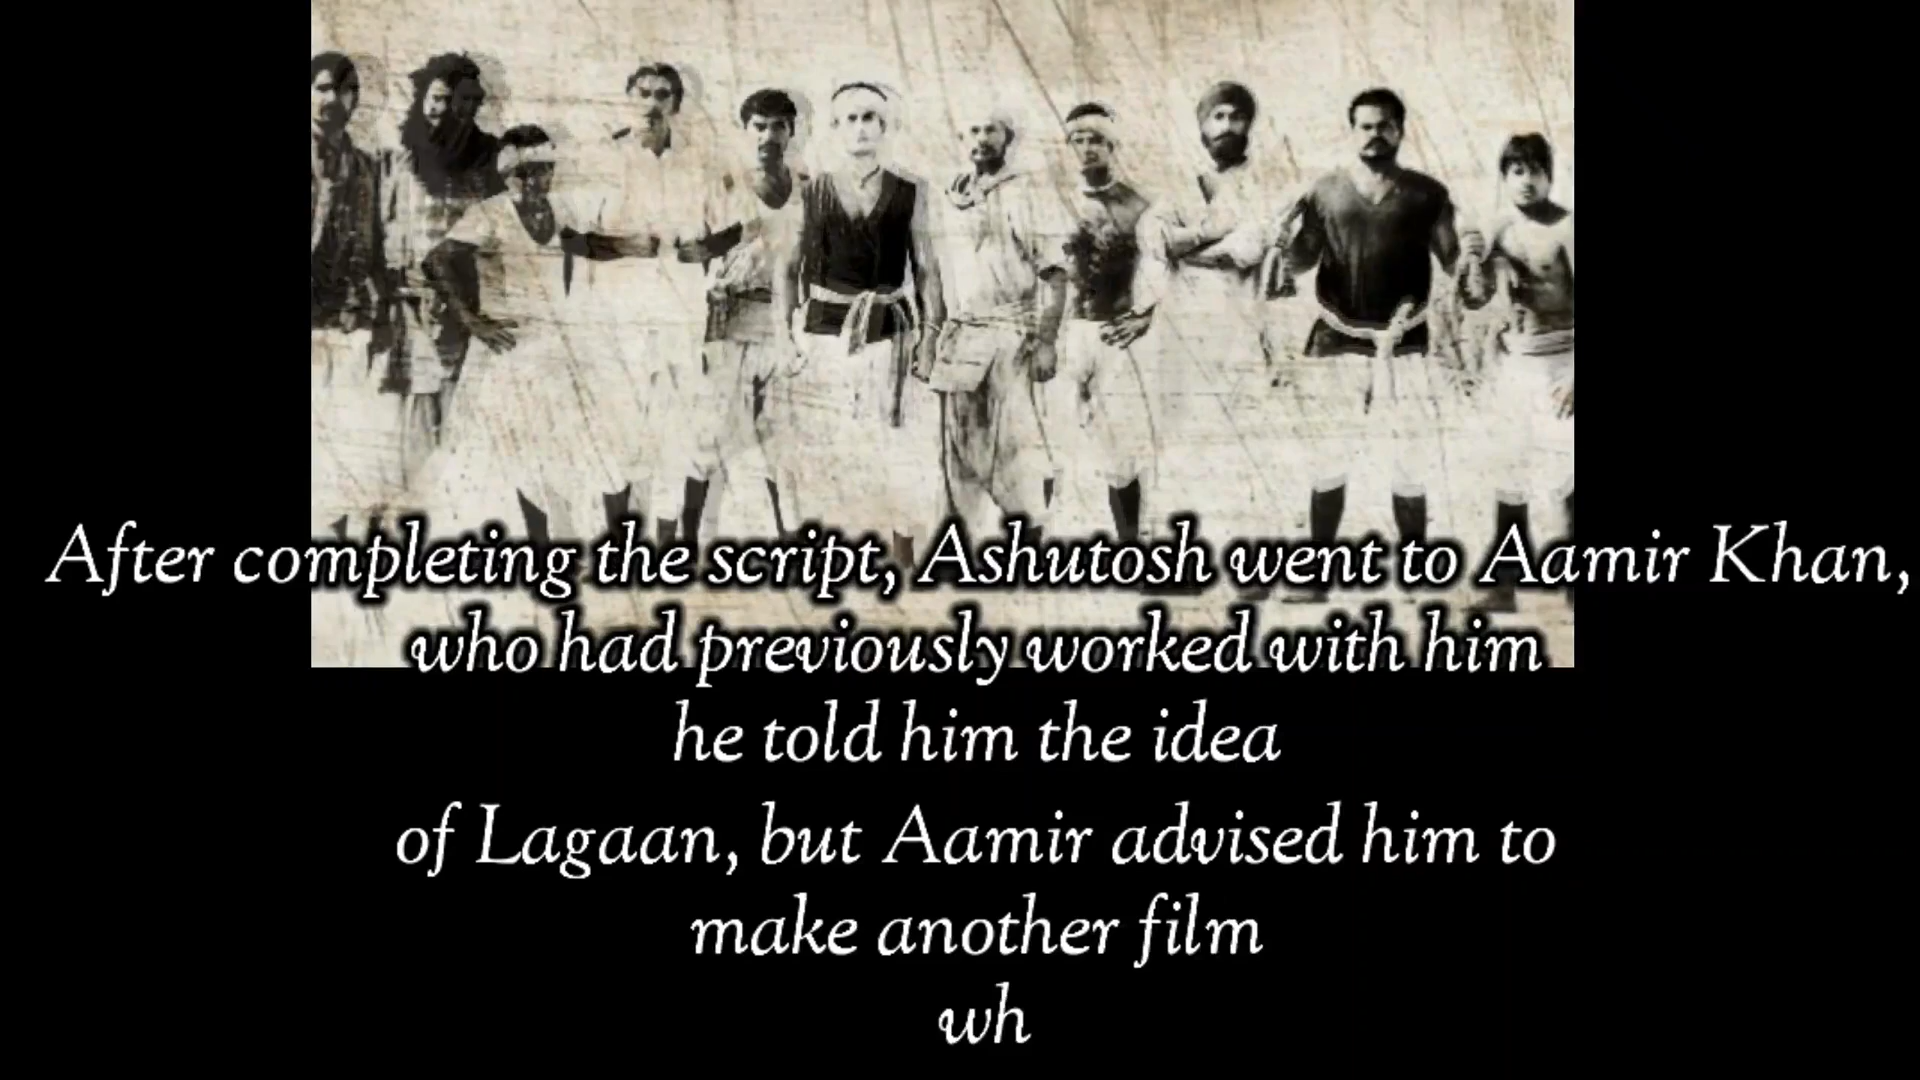 After completing the script, Ashutosh went to Aamir Khan,
who had previously worked with him
he told him the idea
of Lagaan, but Aamir advised him to
make another film
wh